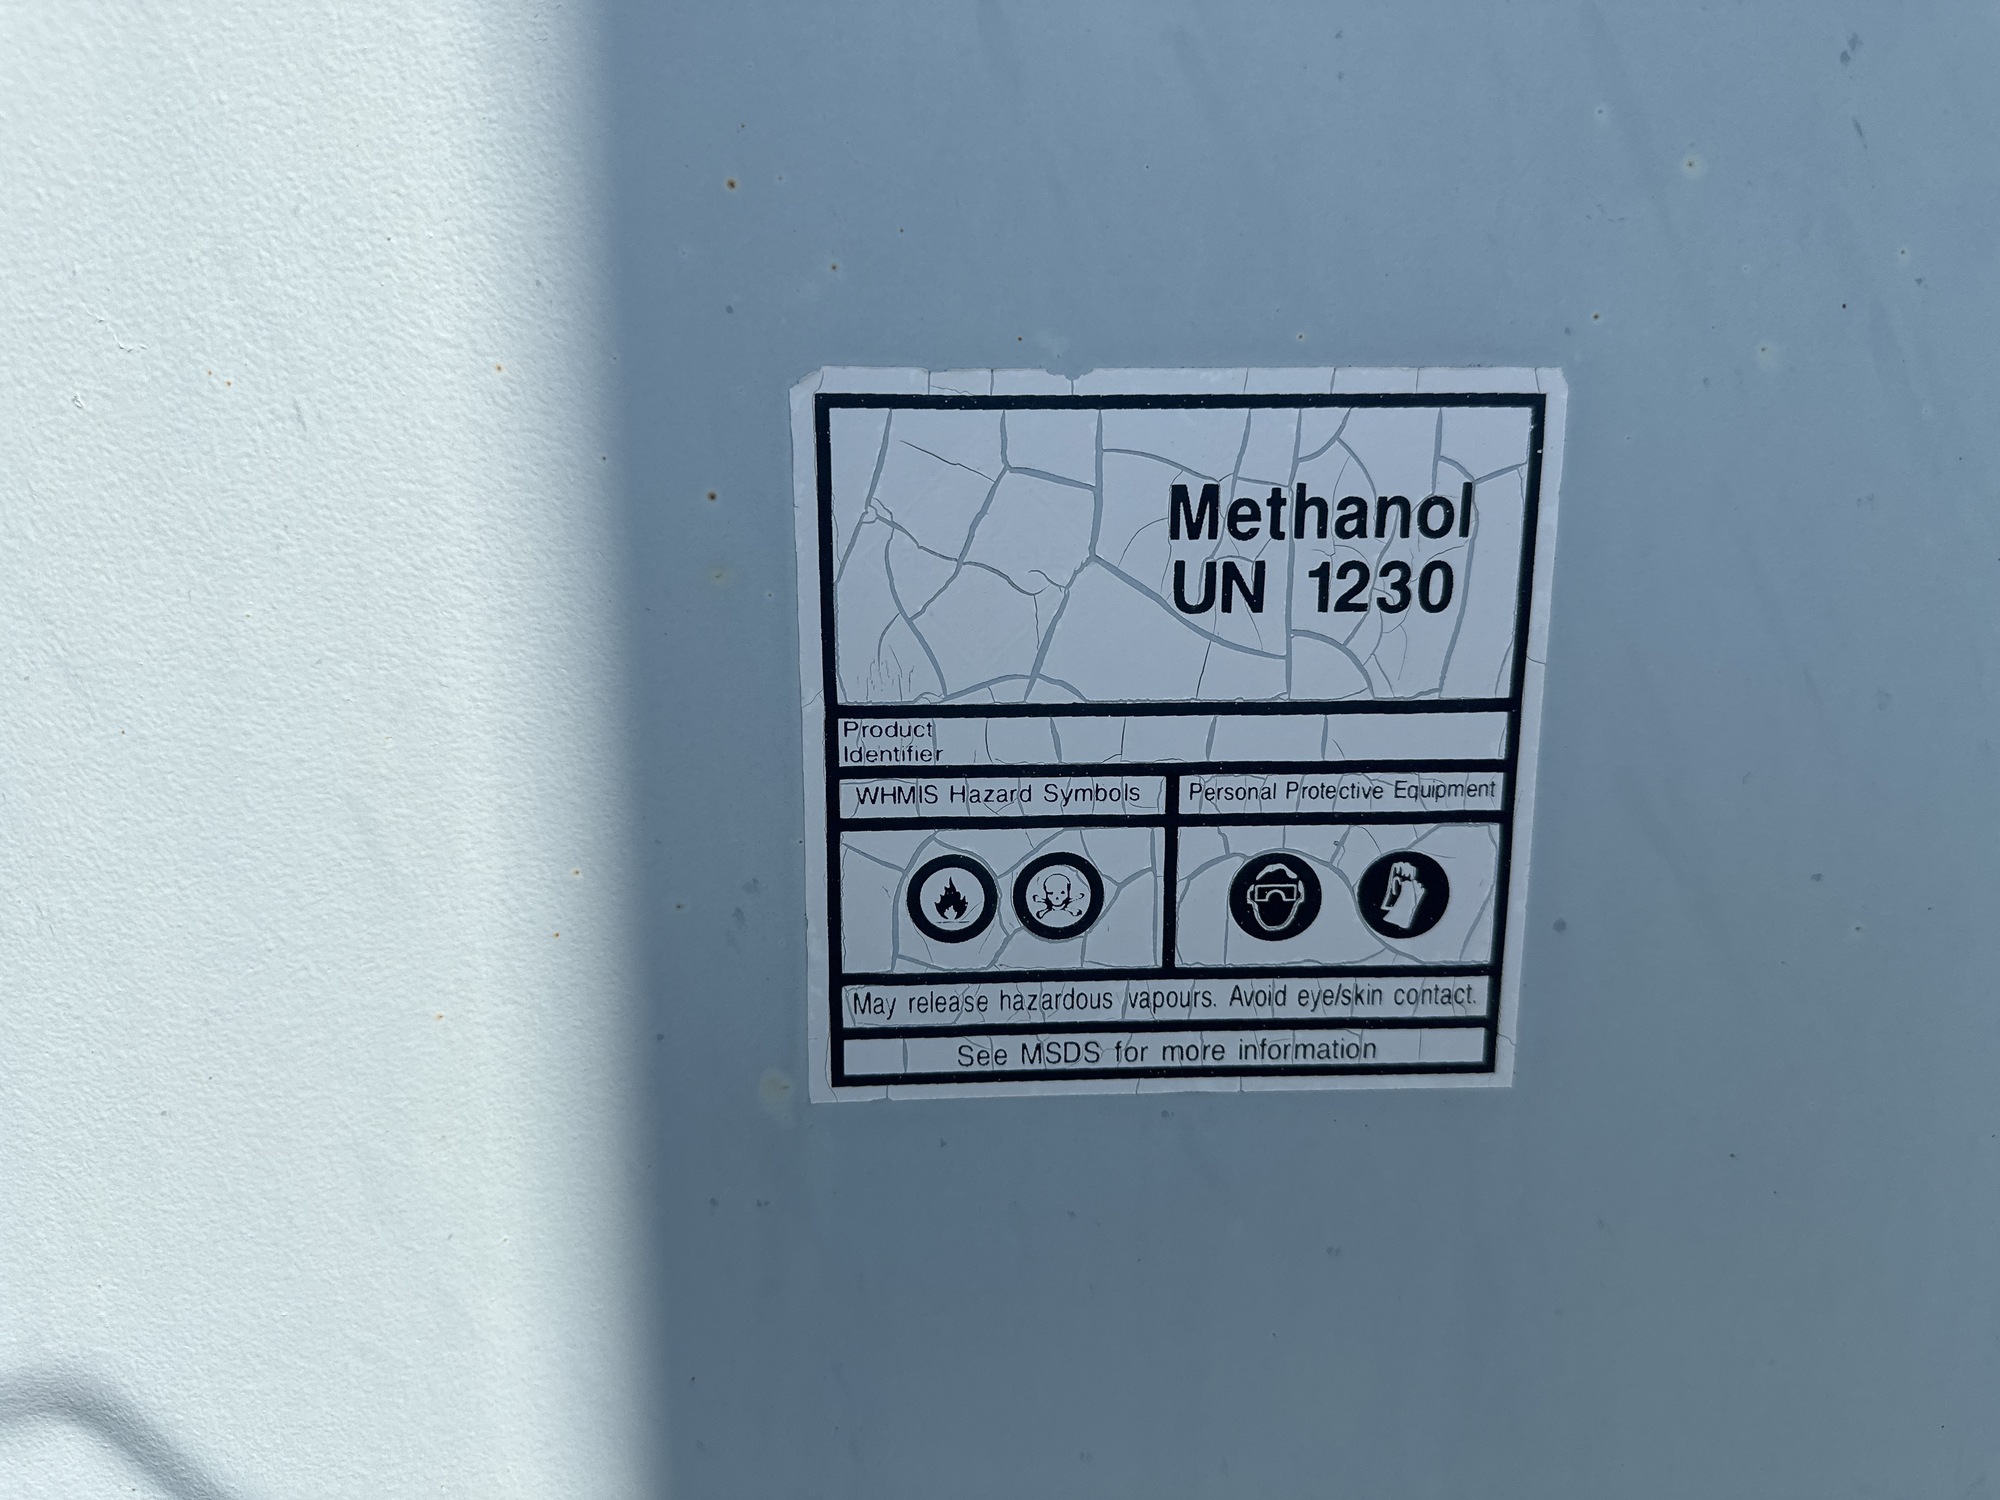 Methanol
UN 1230
Product
Identifier
WHMIS Hazard Symbols
Personal Protective Equipment
May release hazardous vapours. Avoid eye/skin contact.
See MSDS for more information